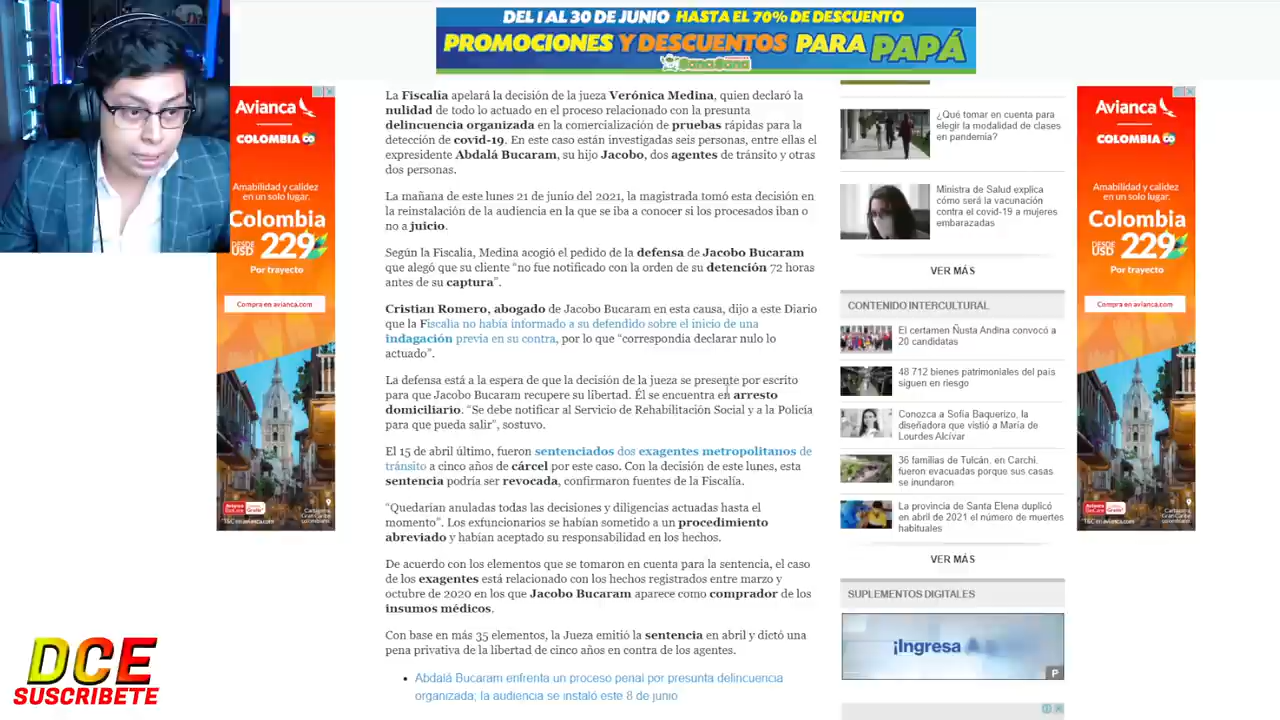 DEL 1 AL 30 DE JUNIO HASTA EL 70% DE DESCUENTO
PROMOCIONES Y DESCUENTOS PARA PAPÁ
Sana Sana
Avianca
COLOMBIA CO
Amabilidad y calidez
en un solo lugar.
Colombia
DESDE
USD 229
Por trayecto
Compra en avianca.com
La Fiscalía apelará la decisión de la jueza Verónica Medina, quien declaró la
nulidad de todo lo actuado en el proceso relacionado con la presunta
delincuencia organizada en la comercialización de pruebas rápidas para la
detección de covid-19. En este caso están investigadas seis personas, entre ellas el
expresidente Abdalá Bucaram, su hijo Jacobo, dos agentes de tránsito y otras
dos personas.
La mañana de este lunes 21 de junio del 2021, la magistrada tomó esta decisión en
la reinstalación de la audiencia en la que se iba a conocer si los procesados iban o
no a juicio.
Según la Fiscalía, Medina acogió el pedido de la defensa de Jacobo Bucaram
que alegó que su cliente “no fue notificado con la orden de su detención 72 horas
antes de su captura”.
Cristian Romero, abogado de Jacobo Bucaram en esta causa, dijo a este Diario
que la Fiscalía no había informado a su defendido sobre el inicio de una
indagación previa en su contra, por lo que “correspondía declarar nulo lo
actuado”.
La defensa está a la espera de que la decisión de la jueza se presente por escrito
para que Jacobo Bucaram recupere su libertad. Él se encuentra en arresto
domiciliario. “Se debe notificar al Servicio de Rehabilitación Social y a la Policía
para que pueda salir”, sostuvo.
El 15 de abril último, fueron sentenciados dos exagentes metropolitanos de
tránsito a cinco años de cárcel por este caso. Con la decisión de este lunes, esta
sentencia podría ser revocada, confirmaron fuentes de la Fiscalía.
“Quedarían anuladas todas las decisiones y diligencias actuadas hasta el
momento”. Los exfuncionarios se habían sometido a un procedimiento
abreviado y habían aceptado su responsabilidad en los hechos.
De acuerdo con los elementos que se tomaron en cuenta para la sentencia, el caso
de los exagentes está relacionado con los hechos registrados entre marzo y
octubre de 2020 en los que Jacobo Bucaram aparece como comprador de los
insumos médicos.
Con base en más 35 elementos, la Jueza emitió la sentencia en abril y dictó una
pena privativa de la libertad de cinco años en contra de los agentes.
• Abdalá Bucaram enfrenta un proceso penal por presunta delincuencia
organizada; la audiencia se instaló este 8 de junio
¿Qué tomar en cuenta para
elegir la modalidad de clases
en pandemia?
Ministra de Salud explica
cómo será la vacunación
contra el covid-19 a mujeres
embarazadas
VER MÁS
CONTENIDO INTERCULTURAL
El certamen Ñusta Andina convocó a
20 candidatas
48 712 bienes patrimoniales del país
siguen en riesgo
Conozca a Sofía Baquerizo, la
diseñadora que vistió a María de
Lourdes Alcívar
36 familias de Tulcán, en Carchi,
fueron evacuadas porque sus casas
se inundaron
La provincia de Santa Elena duplicó
en abril de 2021 el número de muertes
habituales
VER MÁS
SUPLEMENTOS DIGITALES
¡Ingresa A
P
Avianca
COLOMBIA CO
Amabilidad y calidez
en un solo lugar.
Colombia
DESDE
USD 229
Por trayecto
Compra en avianca.com
DCE
SUSCRIBETE